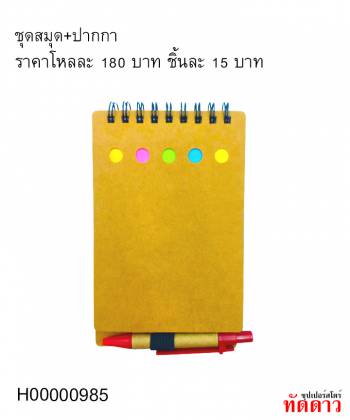 ชุดสมุด+ปากกา
ราคาโหลละ 180 บาท ชิ้นละ 15 บาท
H00000985
ซุปเปอร์สโตร์
ทัดดาว